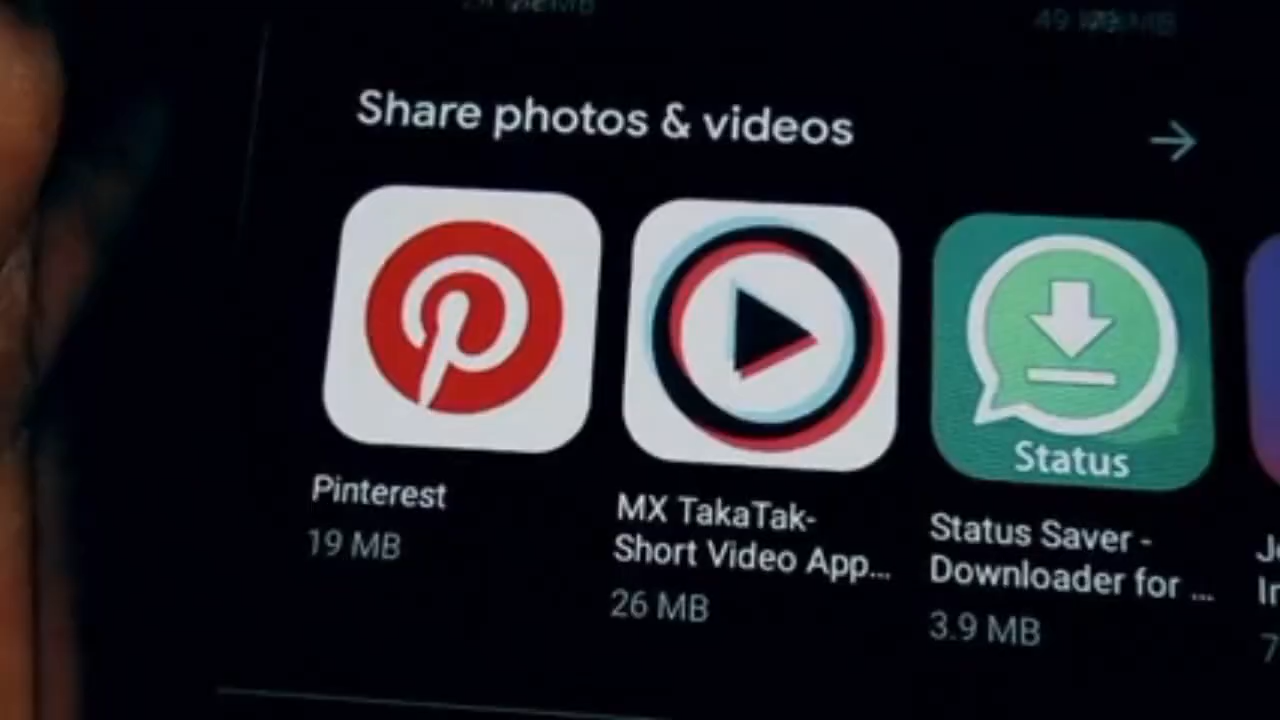 Share photos & videos
Status
Pinterest
19 MB
MX TakaTak-
Short Video App...
26 MB
Status Saver -
Downloader for ...
3.9 MB